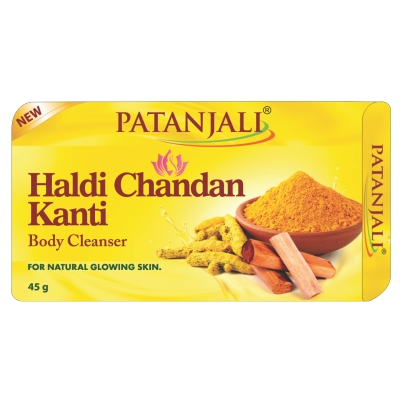 NEW
PATANJALI®
Haldi Chandan
Kanti
Body Cleanser
FOR NATURAL GLOWING SKIN.
45 g
PATANJALI®